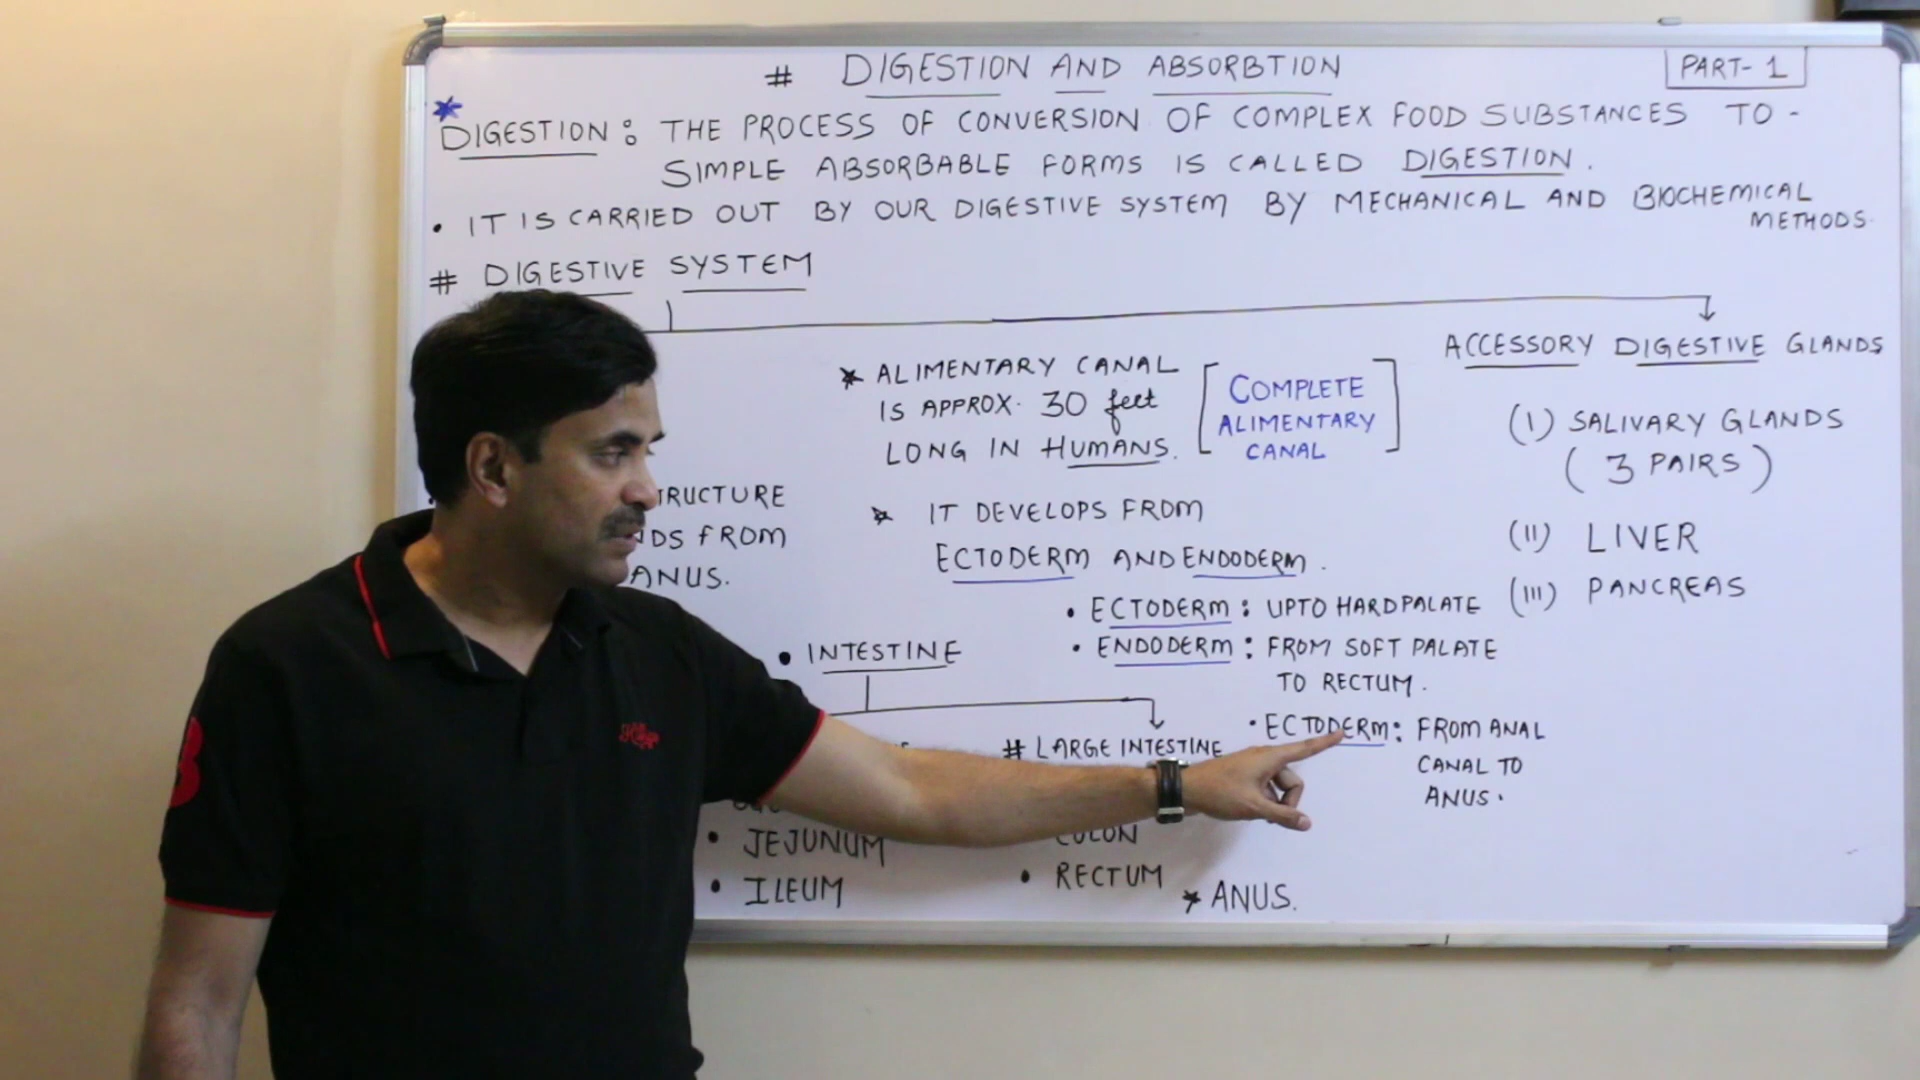 # DIGESTION AND ABSORBTION
PART- 1
DIGESTION: THE PROCESS OF CONVERSION OF COMPLEX FOOD SUBSTANCES TO -
SIMPLE ABSORBABLE FORMS IS CALLED DIGESTION.
• IT IS CARRIED OUT BY OUR DIGESTIVE SYSTEM BY MECHANICAL AND BIOCHEMICAL
METHODS.
# DIGESTIVE SYSTEM
ALIMENTARY CANAL
IS APPROX. 30 feet
LONG IN HUMANS.
COMPLETE
ALIMENTARY
CANAL
TRUCTURE
NDS FROM
ANUS.
IT DEVELOPS FROM
ECTODERM AND ENDODERM.
• ECTODERM: UPTO HARDPALATE
• ENDODERM: FROM SOFT PALATE
TO RECTUM.
• ECTODERM: FROM ANAL
CANAL TO
ANUS.
• INTESTINE
# LARGE INTESTINE
• JEJUNUM
• ILEUM
COLON
• RECTUM
ANUS.
ACCESSORY DIGESTIVE GLANDS
(I) SALIVARY GLANDS
(3 PAIRS)
(II) LIVER
(III) PANCREAS